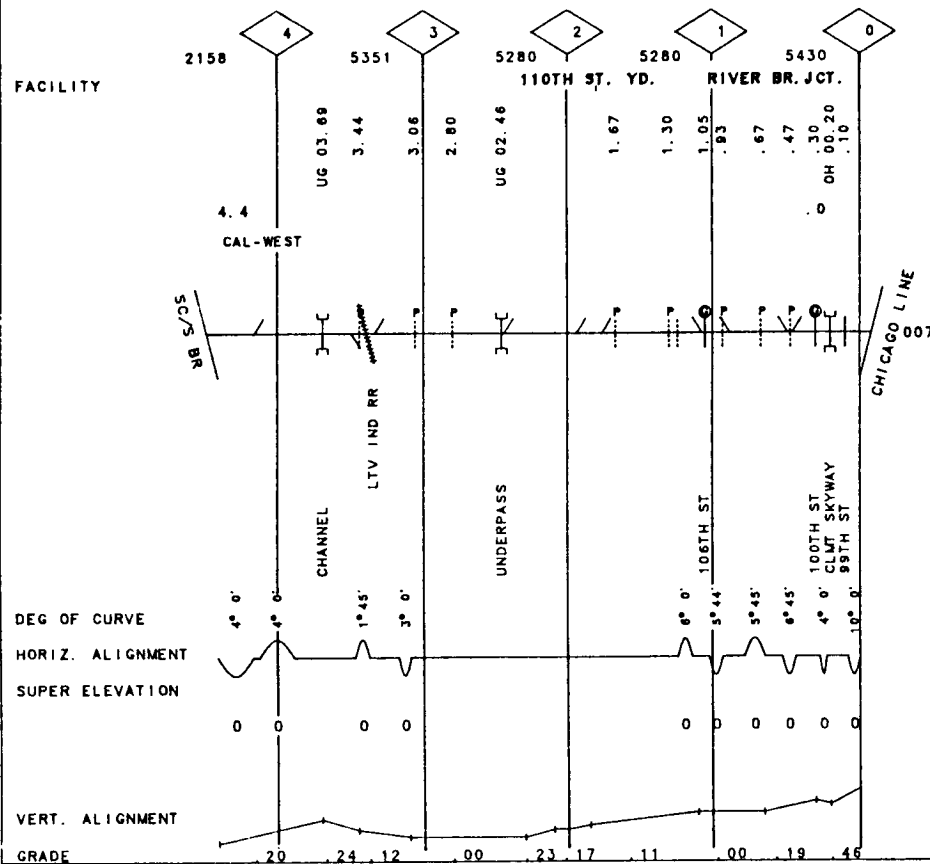 4 3 2 1 0
2158 5351 5280 5280 5430
FACILITY 110TH ST. YD. RIVER BR. JCT.
UG 03.69 3.44 3.06 2.80 UG 02.46 1.67 1.30 1.05 .93 .67 .47 .30 OH 00.20 .10
4.4 .0
CAL-WEST
SC/S BR P P P P G P P P G CHICAGO LINE 007
LTV IND RR
CHANNEL UNDERPASS 106TH ST 100TH ST CLMT SKYWAY 99TH ST
DEG OF CURVE 4° 0' 4° 0' 1° 45' 3° 0' 6° 0' 5° 44' 5° 45' 6° 45' 4° 0' 10° 0'
HORIZ. ALIGNMENT
SUPER ELEVATION
0 0 0 0 0 0 0 0 0 0
VERT. ALIGNMENT
GRADE .20 .24 .12 .00 .23 .17 .11 .00 .19 .46